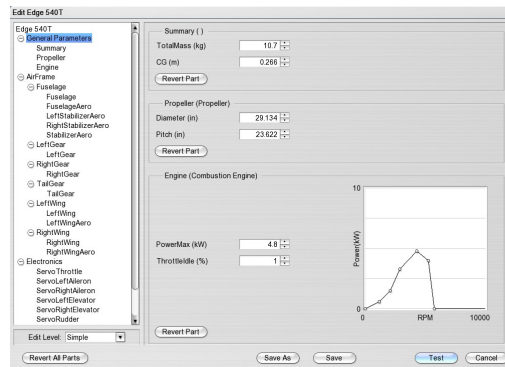 Edit Edge 540T
Edge 540T
General Parameters
Summary
Propeller
Engine
AirFrame
Fuselage
Fuselage
FuselageAero
LeftStabilizerAero
RightStabilizerAero
StabilizerAero
LeftGear
LeftGear
RightGear
RightGear
TailGear
TailGear
LeftWing
LeftWing
LeftWingAero
RightWing
RightWing
RightWingAero
Electronics
ServoThrottle
ServoLeftAileron
ServoRightAileron
ServoLeftElevator
ServoRightElevator
ServoRudder
Edit Level: Simple
Summary ( )
TotalMass (kg) 10.7
CG (m) 0.266
Revert Part
Propeller (Propeller)
Diameter (in) 29.134
Pitch (in) 23.622
Revert Part
Engine (Combustion Engine)
PowerMax (kW) 4.8
ThrottleIdle (%) 1
10
Power(kW)
0
0 RPM 10000
Revert Part
Revert All Parts Save As Save Test Cancel